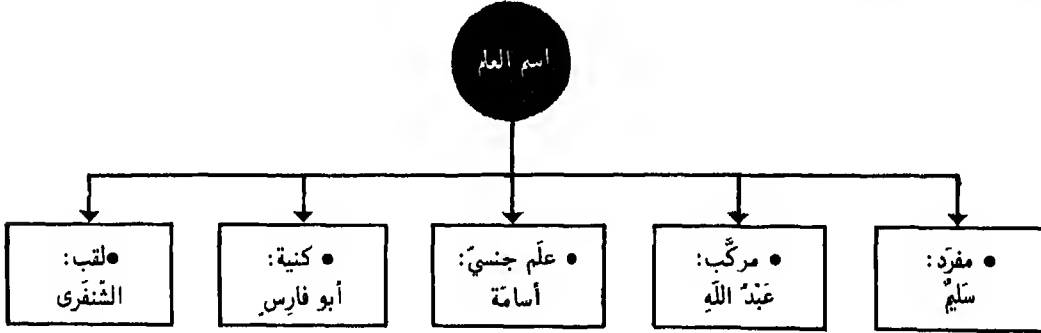 اسم العلم
• مفرَد:
سَليمٌ
• مركَّب:
عَبْدُ اللَهِ
• علَم جنسيّ:
أسامَة
• كنية:
أبو فارِسٍ
•لقب:
الشّنفَرى